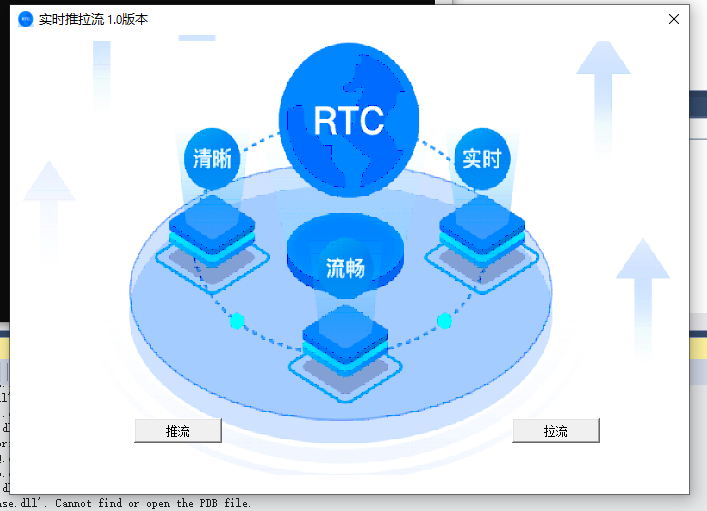 RTC 实时推拉流 1.0版本
RTC
清晰
实时
流畅
推流
拉流
ase.dll'. Cannot find or open the PDB file.